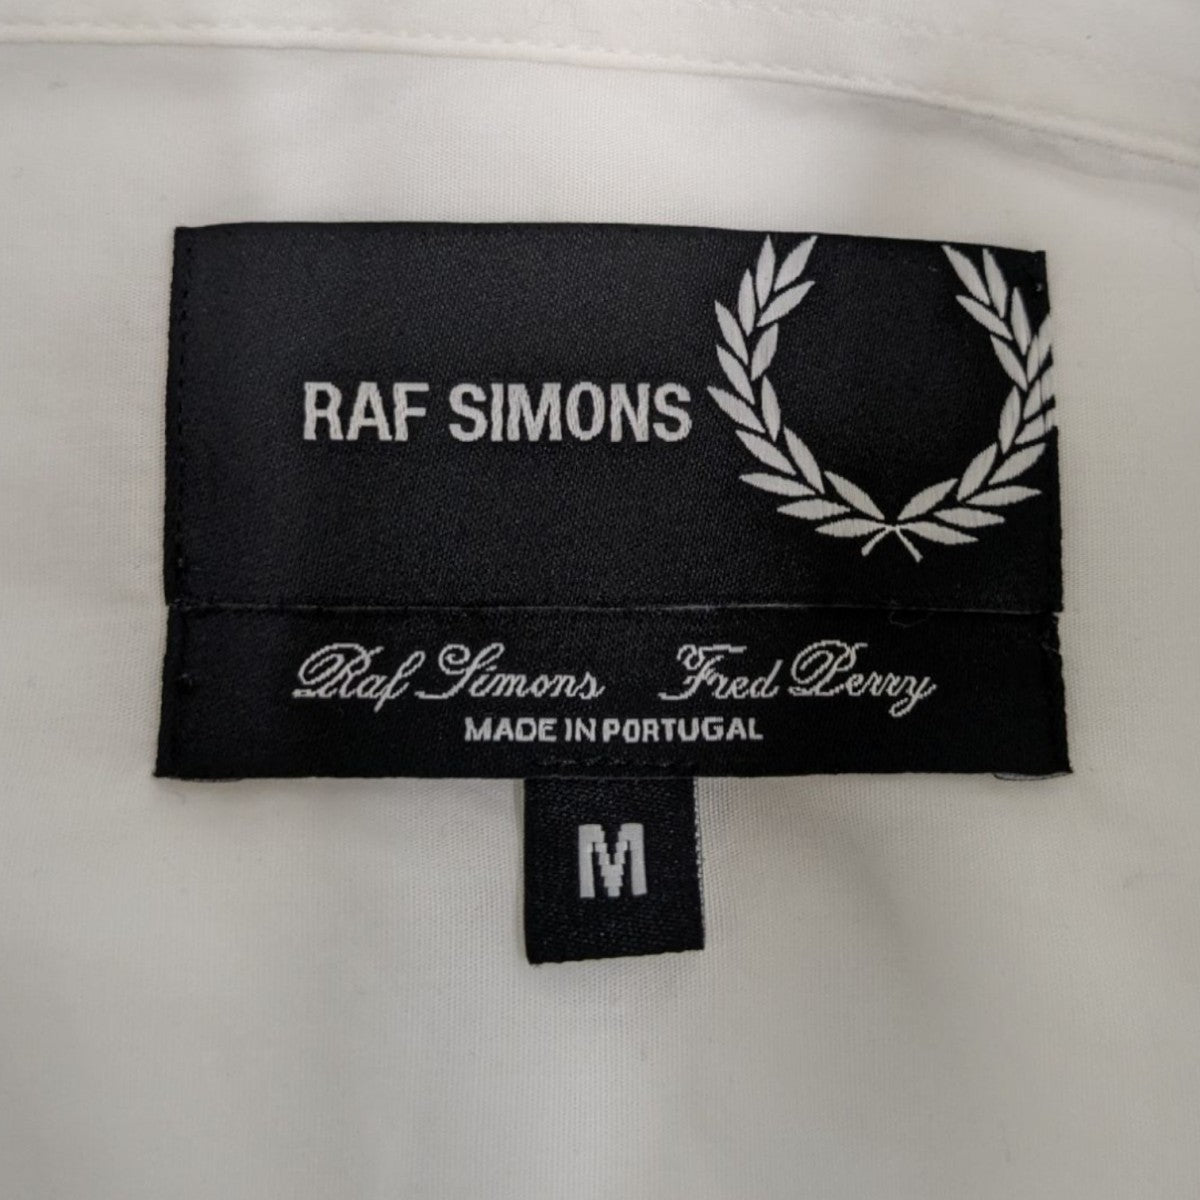 RAF SIMONS
Raf Simons Fred Perry
MADE IN PORTUGAL
M